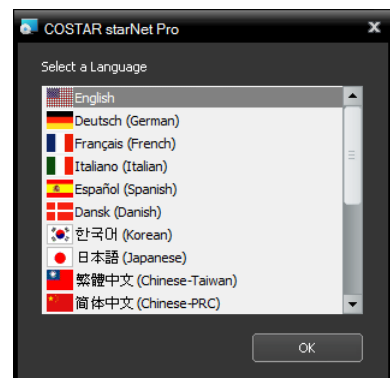 COSTAR starNet Pro
Select a Language
English
Deutsch (German)
Français (French)
Italiano (Italian)
Español (Spanish)
Dansk (Danish)
한국어 (Korean)
日本語 (Japanese)
繁體中文 (Chinese-Taiwan)
简体中文 (Chinese-PRC)
OK